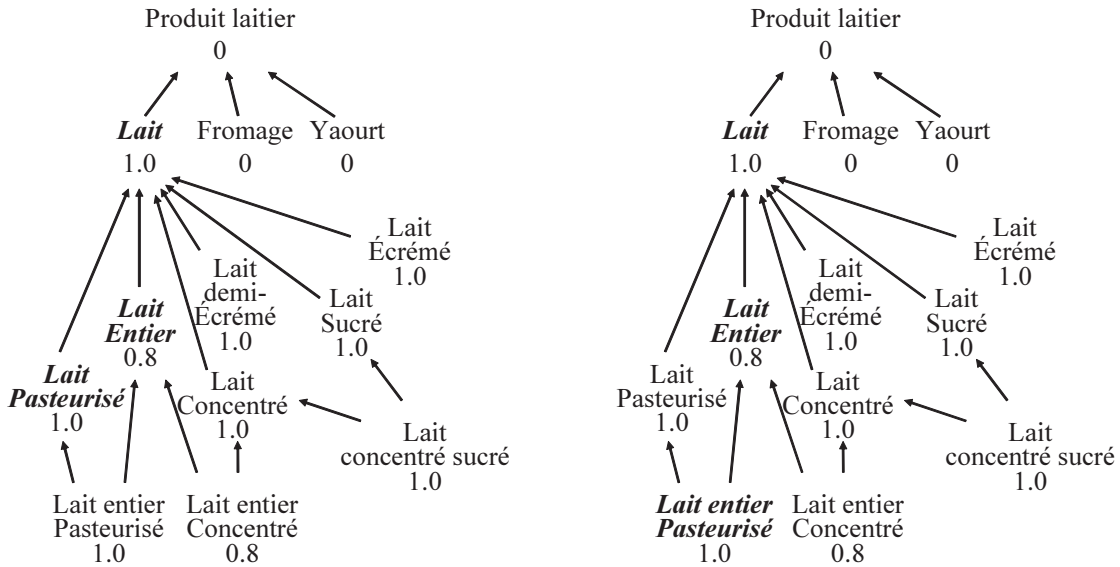 Produit laitier
0
Lait
1.0
Fromage
0
Yaourt
0
Lait
Écrémé
1.0
Lait
demi-
Écrémé
1.0
Lait
Sucré
1.0
Lait
Entier
0.8
Lait
Pasteurisé
1.0
Lait
Concentré
1.0
Lait
concentré sucré
1.0
Lait entier
Pasteurisé
1.0
Lait entier
Concentré
0.8
Produit laitier
0
Lait
1.0
Fromage
0
Yaourt
0
Lait
Écrémé
1.0
Lait
demi-
Écrémé
1.0
Lait
Sucré
1.0
Lait
Entier
0.8
Lait
Pasteurisé
1.0
Lait
Concentré
1.0
Lait
concentré sucré
1.0
Lait entier
Pasteurisé
1.0
Lait entier
Concentré
0.8